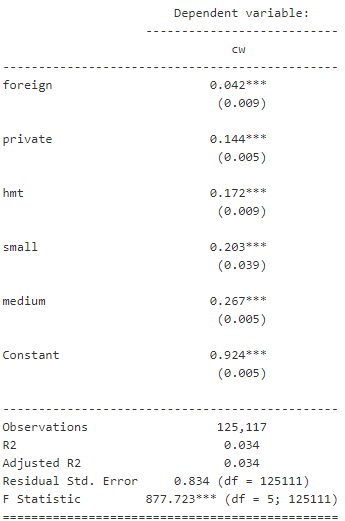 Dependent variable:
---------------------------
cw
-----------------------------------------------
foreign 0.042***
(0.009)
private 0.144***
(0.005)
hmt 0.172***
(0.009)
small 0.203***
(0.039)
medium 0.267***
(0.005)
Constant 0.924***
(0.005)
-----------------------------------------------
Observations 125,117
R2 0.034
Adjusted R2 0.034
Residual Std. Error 0.834 (df = 125111)
F Statistic 877.723*** (df = 5; 125111)
===============================================